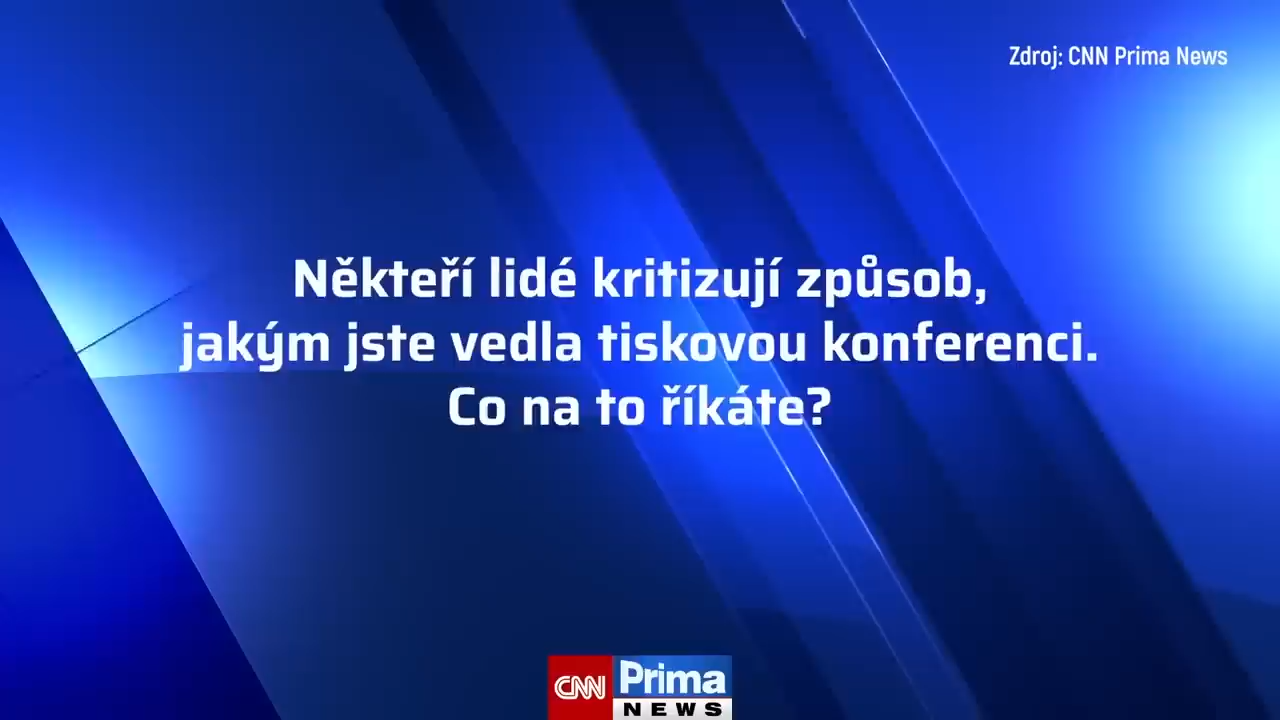 Zdroj: CNN Prima News
Někteří lidé kritizují způsob,
jakým jste vedla tiskovou konferenci.
Co na to říkáte?
CNN Prima
NEWS